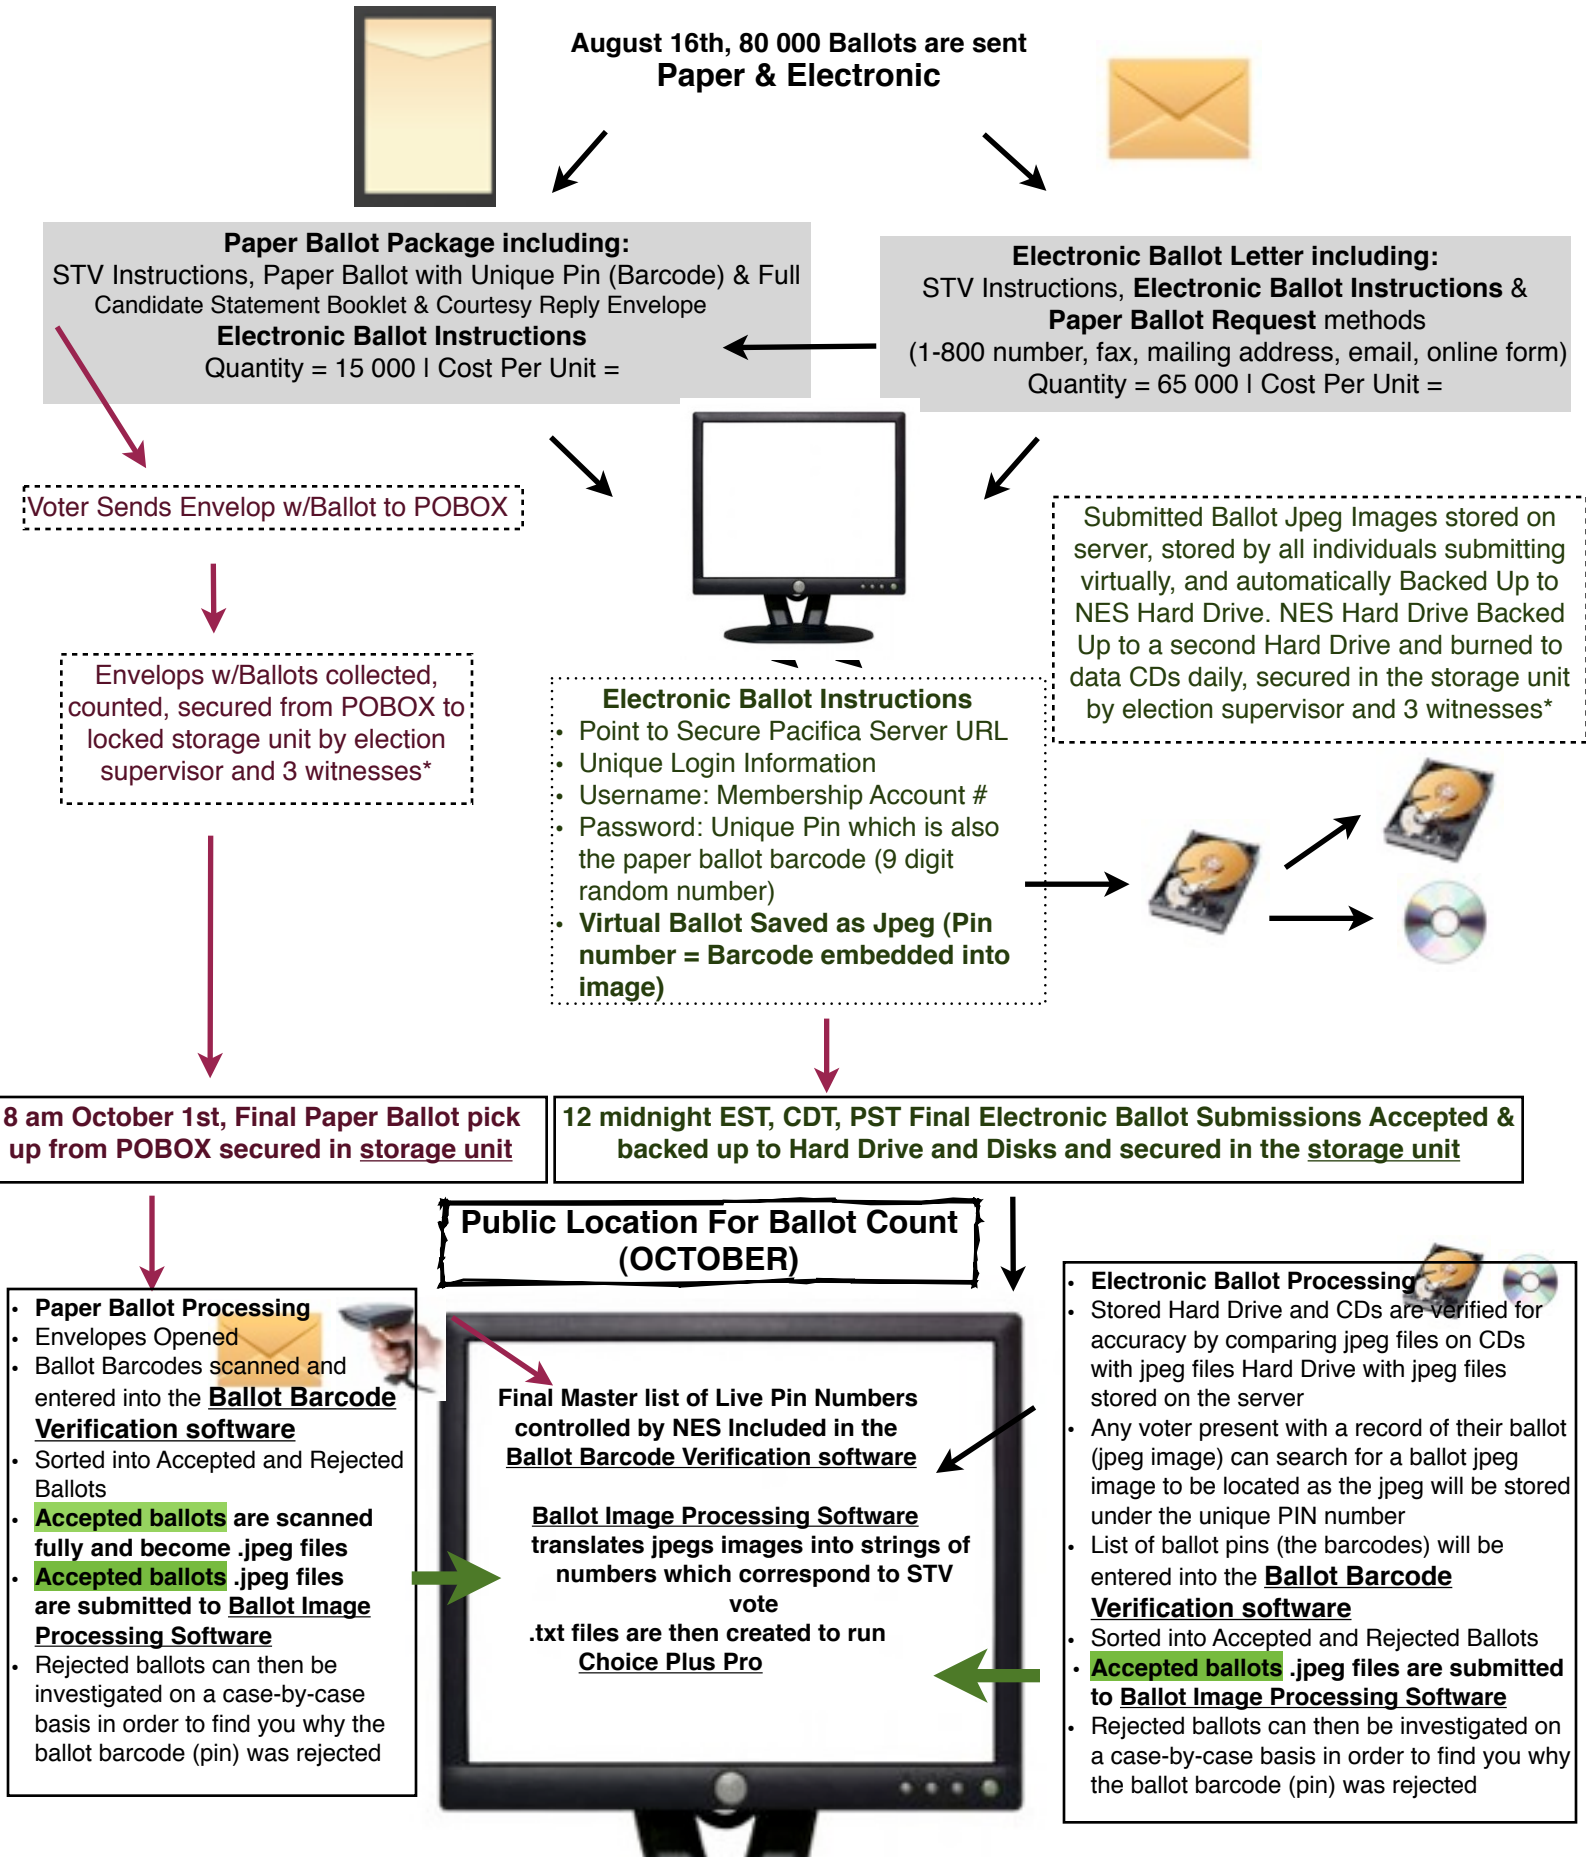 August 16th, 80 000 Ballots are sent
Paper & Electronic
Paper Ballot Package including:
STV Instructions, Paper Ballot with Unique Pin (Barcode) & Full
Candidate Statement Booklet & Courtesy Reply Envelope
Electronic Ballot Instructions
Quantity = 15 000 | Cost Per Unit =
Electronic Ballot Letter including:
STV Instructions, Electronic Ballot Instructions &
Paper Ballot Request methods
(1-800 number, fax, mailing address, email, online form)
Quantity = 65 000 | Cost Per Unit =
Voter Sends Envelop w/Ballot to POBOX
Envelops w/Ballots collected,
counted, secured from POBOX to
locked storage unit by election
supervisor and 3 witnesses*
Submitted Ballot Jpeg Images stored on
server, stored by all individuals submitting
virtually, and automatically Backed Up to
NES Hard Drive. NES Hard Drive Backed
Up to a second Hard Drive and burned to
data CDs daily, secured in the storage unit
by election supervisor and 3 witnesses*
Electronic Ballot Instructions
• Point to Secure Pacifica Server URL
• Unique Login Information
• Username: Membership Account #
• Password: Unique Pin which is also
the paper ballot barcode (9 digit
random number)
• Virtual Ballot Saved as Jpeg (Pin
number = Barcode embedded into
image)
8 am October 1st, Final Paper Ballot pick
up from POBOX secured in storage unit
12 midnight EST, CDT, PST Final Electronic Ballot Submissions Accepted &
backed up to Hard Drive and Disks and secured in the storage unit
Public Location For Ballot Count
(OCTOBER)
• Paper Ballot Processing
• Envelopes Opened
• Ballot Barcodes scanned and
entered into the Ballot Barcode
Verification software
• Sorted into Accepted and Rejected
Ballots
• Accepted ballots are scanned
fully and become .jpeg files
• Accepted ballots .jpeg files
are submitted to Ballot Image
Processing Software
• Rejected ballots can then be
investigated on a case-by-case
basis in order to find you why the
ballot barcode (pin) was rejected
Final Master list of Live Pin Numbers
controlled by NES Included in the
Ballot Barcode Verification software
Ballot Image Processing Software
translates jpegs images into strings of
numbers which correspond to STV
vote
.txt files are then created to run
Choice Plus Pro
• Electronic Ballot Processing
• Stored Hard Drive and CDs are verified for
accuracy by comparing jpeg files on CDs
with jpeg files Hard Drive with jpeg files
stored on the server
• Any voter present with a record of their ballot
(jpeg image) can search for a ballot jpeg
image to be located as the jpeg will be stored
under the unique PIN number
• List of ballot pins (the barcodes) will be
entered into the Ballot Barcode
Verification software
• Sorted into Accepted and Rejected Ballots
• Accepted ballots .jpeg files are submitted
to Ballot Image Processing Software
• Rejected ballots can then be investigated on
a case-by-case basis in order to find you why
the ballot barcode (pin) was rejected